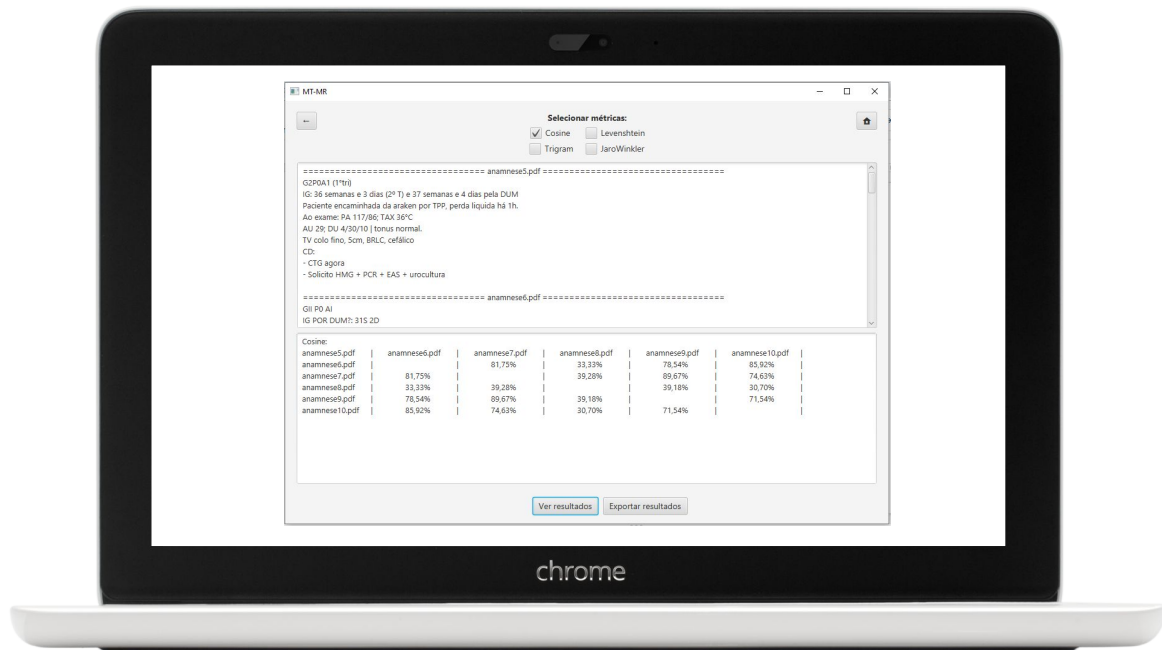 MT-MR
Selecionar métricas:
Cosine Levenshtein
Trigram JaroWinkler
================================== anamnese5.pdf ==================================
G2P0A1 (1ºtri)
IG: 36 semanas e 3 dias (2º T) e 37 semanas e 4 dias pela DUM
Paciente encaminhada da araken por TPP, perda liquida há 1h.
Ao exame: PA 117/86; TAX 36°C
AU 29; DU 4/30/10 | tonus normal.
TV colo fino, 5cm, BRLC, cefálico
CD:
- CTG agora
- Solicito HMG + PCR + EAS + urocultura
================================== anamnese6.pdf ==================================
GII P0 AI
IG POR DUM?: 31S 2D
Cosine:
anamnese5.pdf | anamnese6.pdf | anamnese7.pdf | anamnese8.pdf | anamnese9.pdf | anamnese10.pdf |
anamnese6.pdf | | 81,75% | 33,33% | 78,54% | 85,92% |
anamnese7.pdf | 81,75% | | 39,28% | 89,67% | 74,63% |
anamnese8.pdf | 33,33% | 39,28% | | 39,18% | 30,70% |
anamnese9.pdf | 78,54% | 89,67% | 39,18% | | 71,54% |
anamnese10.pdf | 85,92% | 74,63% | 30,70% | 71,54% | |
Ver resultados Exportar resultados
chrome